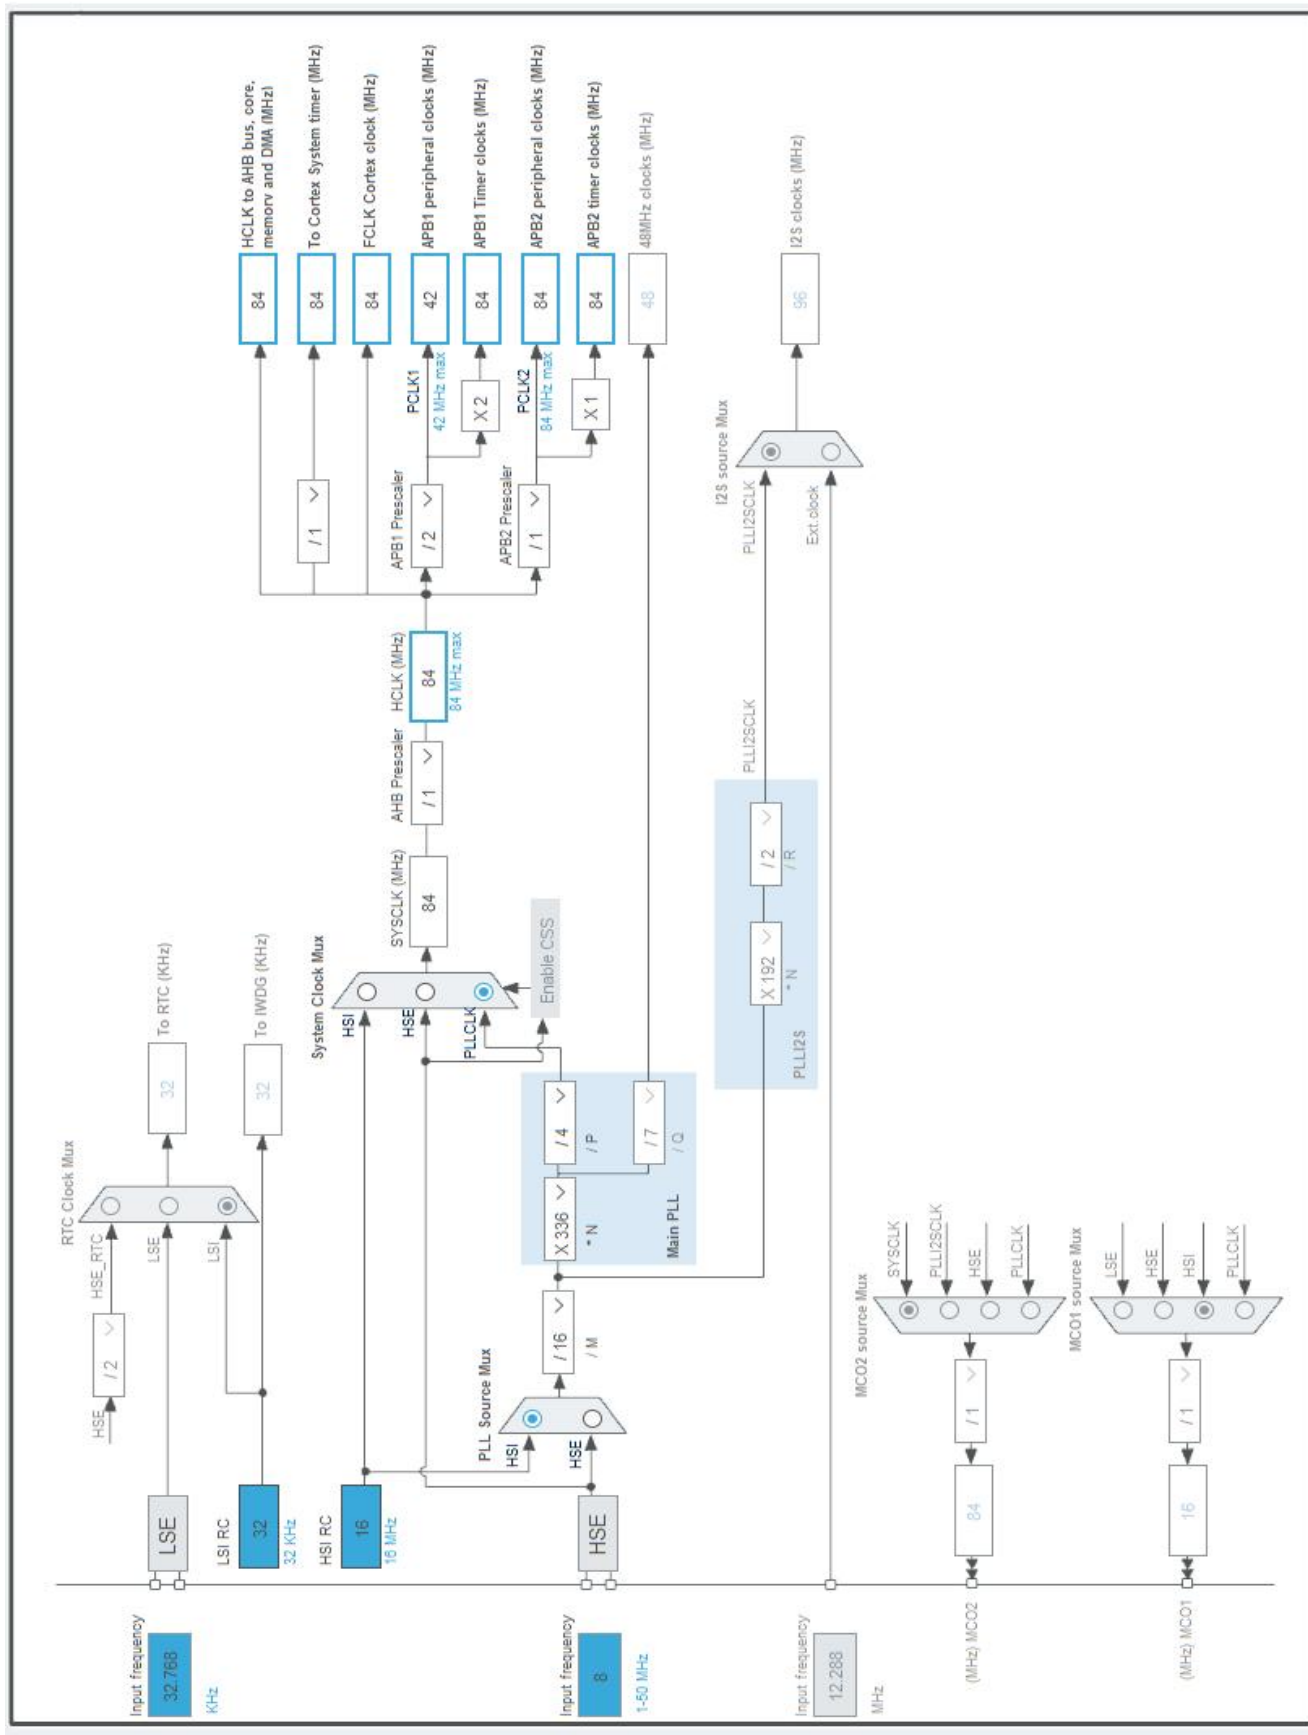 Input frequency
32.768
KHz
LSE
LSI RC
32
32 KHz
HSI RC
16
16 MHz
Input frequency
8
1-50 MHz
HSE
Input frequency
12.288
MHz
HSE
/ 2
HSE_RTC
RTC Clock Mux
LSE
LSI
32
To RTC (KHz)
32
To IWDG (KHz)
PLL Source Mux
HSI
HSE
/ 16
/ M
X 336
* N
/ 4
/ P
/ 7
/ Q
Main PLL
System Clock Mux
HSI
HSE
PLLCLK
Enable CSS
SYSCLK (MHz)
84
AHB Prescaler
/ 1
HCLK (MHz)
84
84 MHz max
/ 1
APB1 Prescaler
/ 2
PCLK1
42 MHz max
X 2
APB2 Prescaler
/ 1
PCLK2
84 MHz max
X 1
84
HCLK to AHB bus, core,
memory and DMA (MHz)
84
To Cortex System timer (MHz)
84
FCLK Cortex clock (MHz)
42
APB1 peripheral clocks (MHz)
84
APB1 Timer clocks (MHz)
84
APB2 peripheral clocks (MHz)
84
APB2 timer clocks (MHz)
48
48MHz clocks (MHz)
X 192
* N
/ 2
/ R
PLLI2S
PLLI2SCLK
PLLI2SCLK
Ext.clock
I2S source Mux
96
I2S clocks (MHz)
MCO2 source Mux
SYSCLK
PLLI2SCLK
HSE
PLLCLK
/ 1
84
(MHz) MCO2
MCO1 source Mux
LSE
HSE
HSI
PLLCLK
/ 1
16
(MHz) MCO1